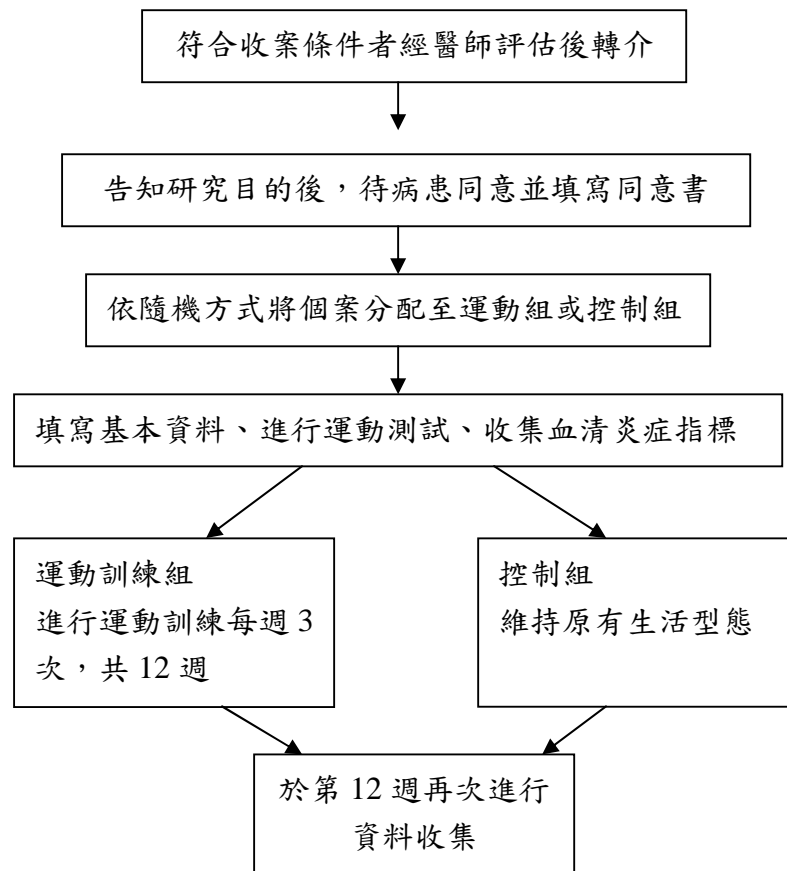 符合收案條件者經醫師評估後轉介
告知研究目的後，待病患同意並填寫同意書
依隨機方式將個案分配至運動組或控制組
填寫基本資料、進行運動測試、收集血清炎症指標
運動訓練組
進行運動訓練每週 3
次，共 12 週
控制組
維持原有生活型態
於第 12 週再次進行
資料收集